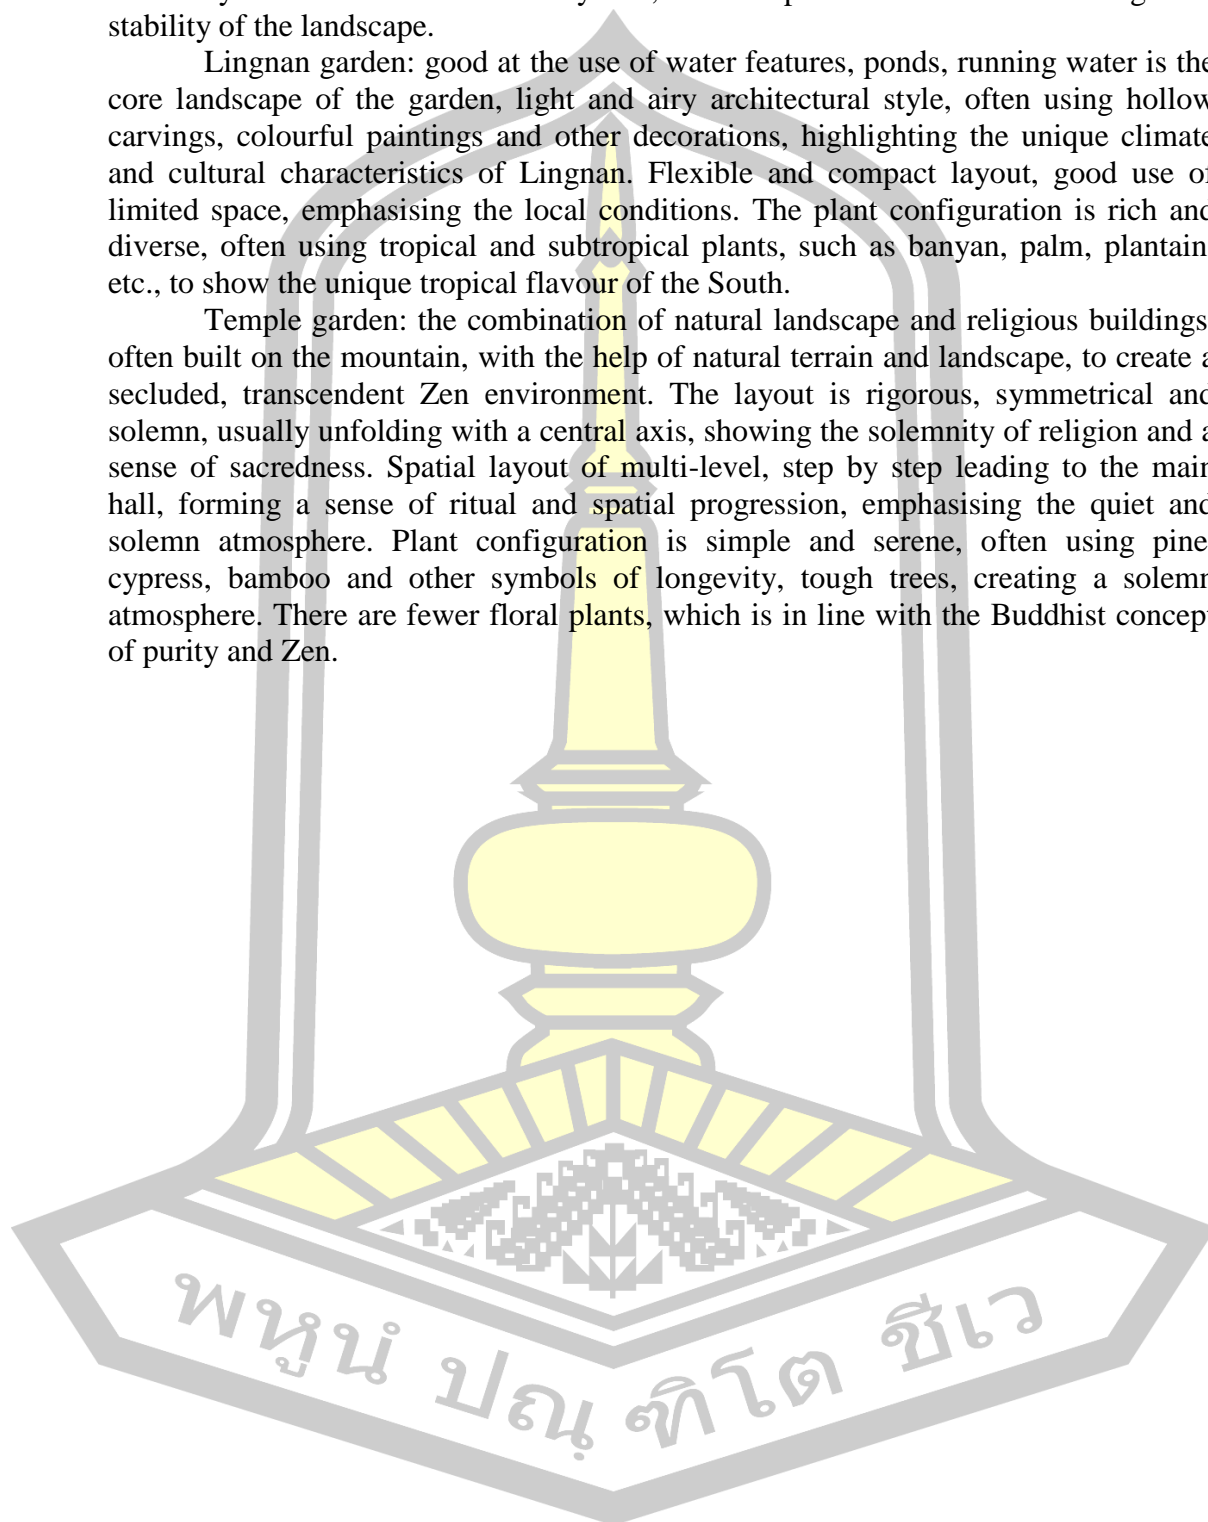 stability of the landscape.
Lingnan garden: good at the use of water features, ponds, running water is the
core landscape of the garden, light and airy architectural style, often using hollow
carvings, colourful paintings and other decorations, highlighting the unique climate
and cultural characteristics of Lingnan. Flexible and compact layout, good use of
limited space, emphasising the local conditions. The plant configuration is rich and
diverse, often using tropical and subtropical plants, such as banyan, palm, plantain
etc., to show the unique tropical flavour of the South.
Temple garden: the combination of natural landscape and religious buildings
often built on the mountain, with the help of natural terrain and landscape, to create a
secluded, transcendent Zen environment. The layout is rigorous, symmetrical and
solemn, usually unfolding with a central axis, showing the solemnity of religion and a
sense of sacredness. Spatial layout of multi-level, step by step leading to the main
hall, forming a sense of ritual and spatial progression, emphasising the quiet and
solemn atmosphere. Plant configuration is simple and serene, often using pine
cypress, bamboo and other symbols of longevity, tough trees, creating a solemn
atmosphere. There are fewer floral plants, which is in line with the Buddhist concept
of purity and Zen.
พหูนํ ปณฺฑิโต ชีเว